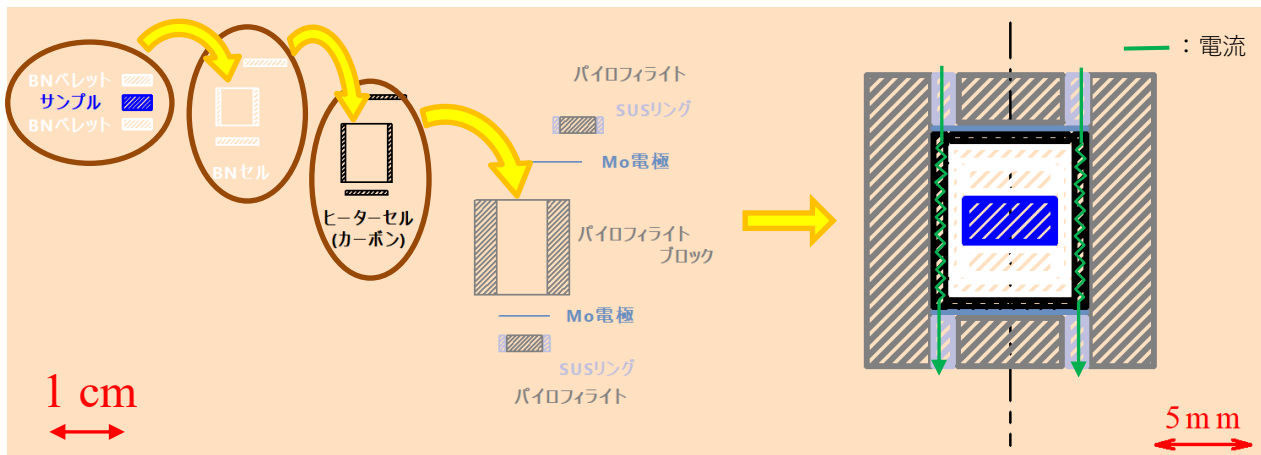 BNペレット
サンプル
BNペレット
BNセル
ヒーターセル
(カーボン)
パイロフィライト
SUSリング
Mo電極
パイロフィライト
ブロック
Mo電極
SUSリング
パイロフィライト
1 cm
:電流
5mm